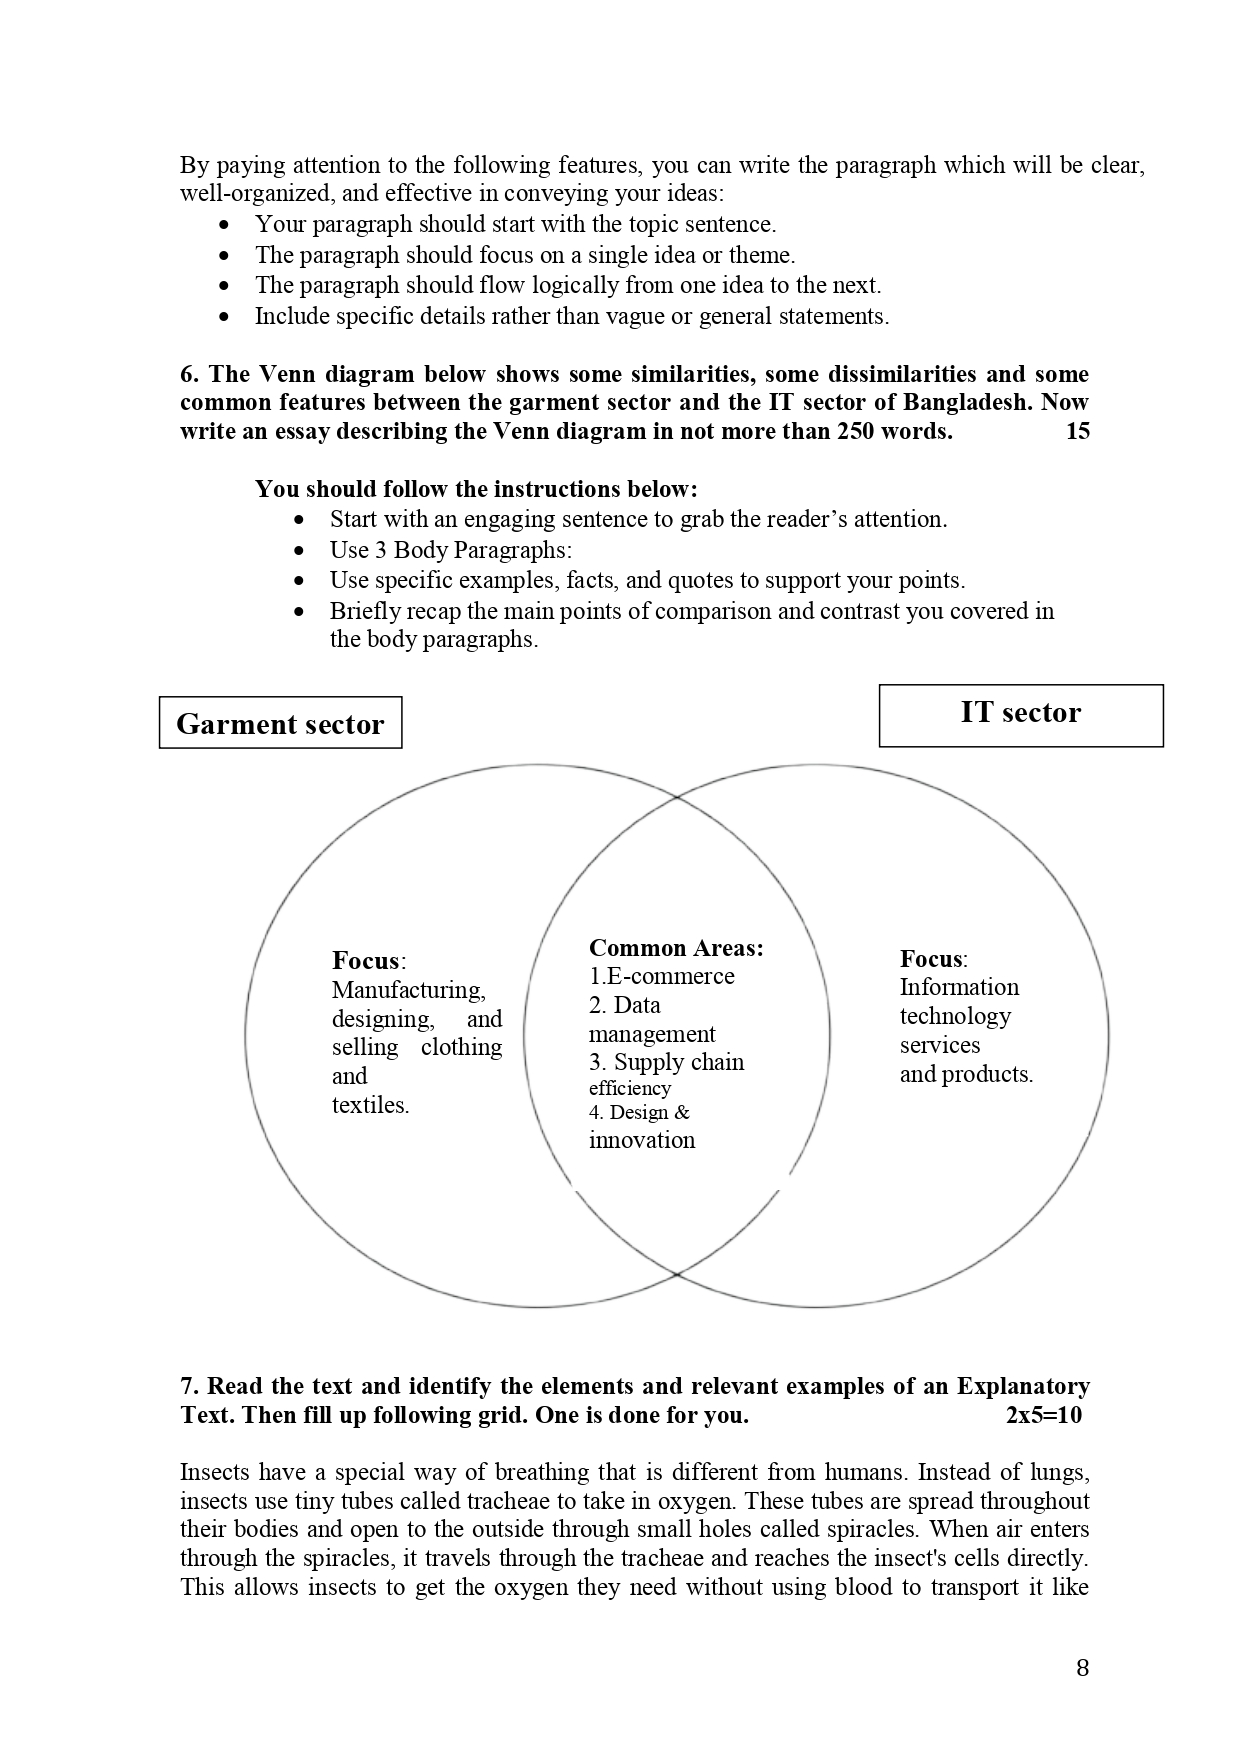 By paying attention to the following features, you can write the paragraph which will be clear,
well-organized, and effective in conveying your ideas:
• Your paragraph should start with the topic sentence.
• The paragraph should focus on a single idea or theme.
• The paragraph should flow logically from one idea to the next.
• Include specific details rather than vague or general statements.
6. The Venn diagram below shows some similarities, some dissimilarities and some
common features between the garment sector and the IT sector of Bangladesh. Now
write an essay describing the Venn diagram in not more than 250 words. 15
You should follow the instructions below:
• Start with an engaging sentence to grab the reader’s attention.
• Use 3 Body Paragraphs:
• Use specific examples, facts, and quotes to support your points.
• Briefly recap the main points of comparison and contrast you covered in
the body paragraphs.
Garment sector
IT sector
Focus:
Manufacturing,
designing, and
selling clothing
and
textiles.
Common Areas:
1.E-commerce
2. Data
management
3. Supply chain
efficiency
4. Design &
innovation
Focus:
Information
technology
services
and products.
7. Read the text and identify the elements and relevant examples of an Explanatory
Text. Then fill up following grid. One is done for you. 2x5=10
Insects have a special way of breathing that is different from humans. Instead of lungs,
insects use tiny tubes called tracheae to take in oxygen. These tubes are spread throughout
their bodies and open to the outside through small holes called spiracles. When air enters
through the spiracles, it travels through the tracheae and reaches the insect's cells directly.
This allows insects to get the oxygen they need without using blood to transport it like
8